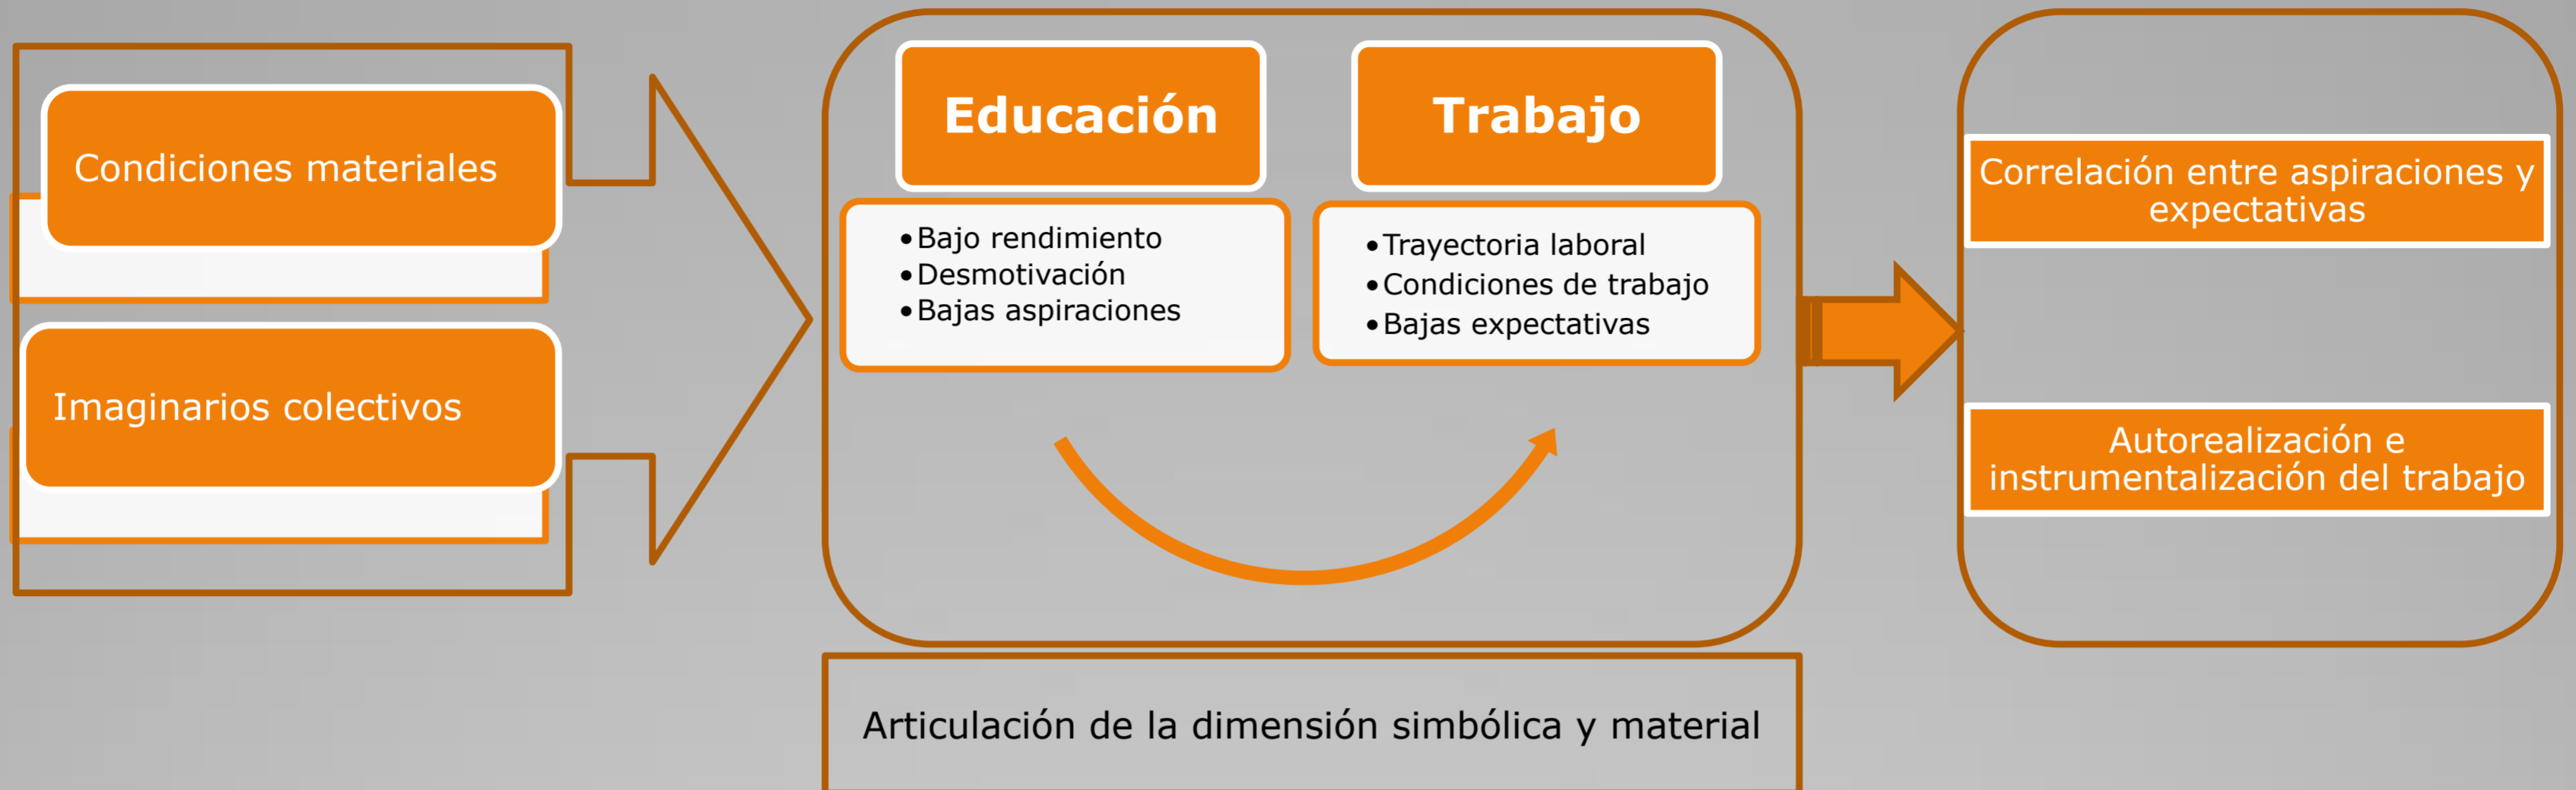 Condiciones materiales
Imaginarios colectivos
Educación
•Bajo rendimiento
•Desmotivación
•Bajas aspiraciones
Trabajo
•Trayectoria laboral
•Condiciones de trabajo
•Bajas expectativas
Articulación de la dimensión simbólica y material
Correlación entre aspiraciones y
expectativas
Autorealización e
instrumentalización del trabajo